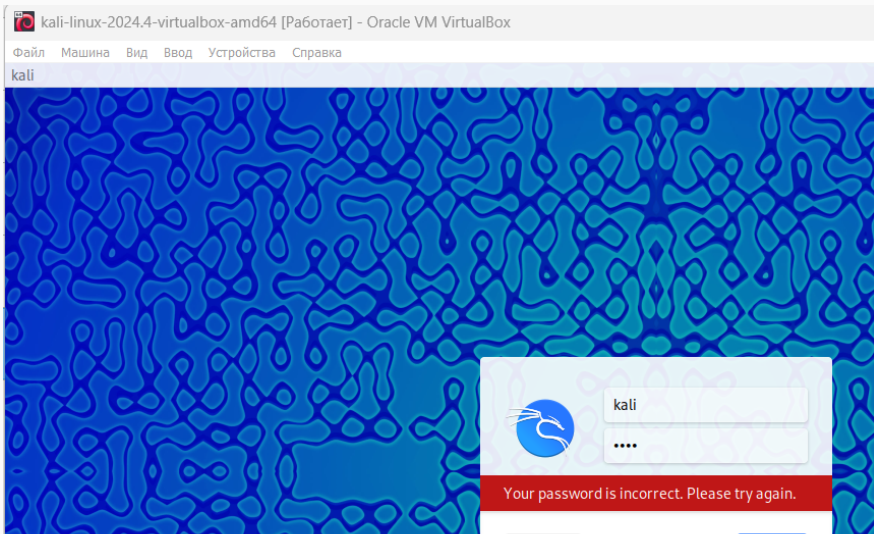 kali-linux-2024.4-virtualbox-amd64 [Работает] - Oracle VM VirtualBox
Файл Машина Вид Ввод Устройства Справка
kali
kali
••••
Your password is incorrect. Please try again.